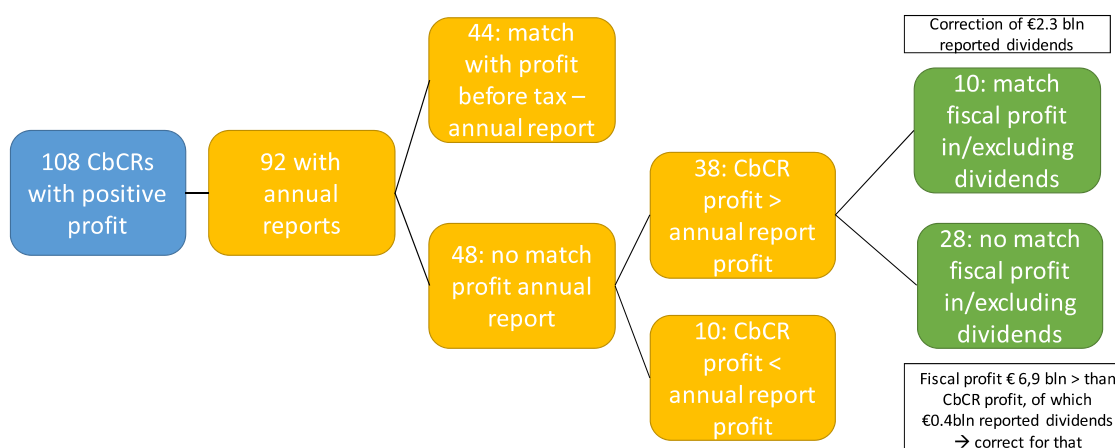 108 CbCRs
with positive
profit
92 with
annual
reports
44: match
with profit
before tax –
annual report
48: no match
profit annual
report
38: CbCR
profit >
annual report
profit
10: CbCR
profit <
annual report
profit
Correction of €2.3 bln
reported dividends
10: match
fiscal profit
in/excluding
dividends
28: no match
fiscal profit
in/excluding
dividends
Fiscal profit € 6,9 bln > than
CbCR profit, of which
€0.4bln reported dividends
→ correct for that